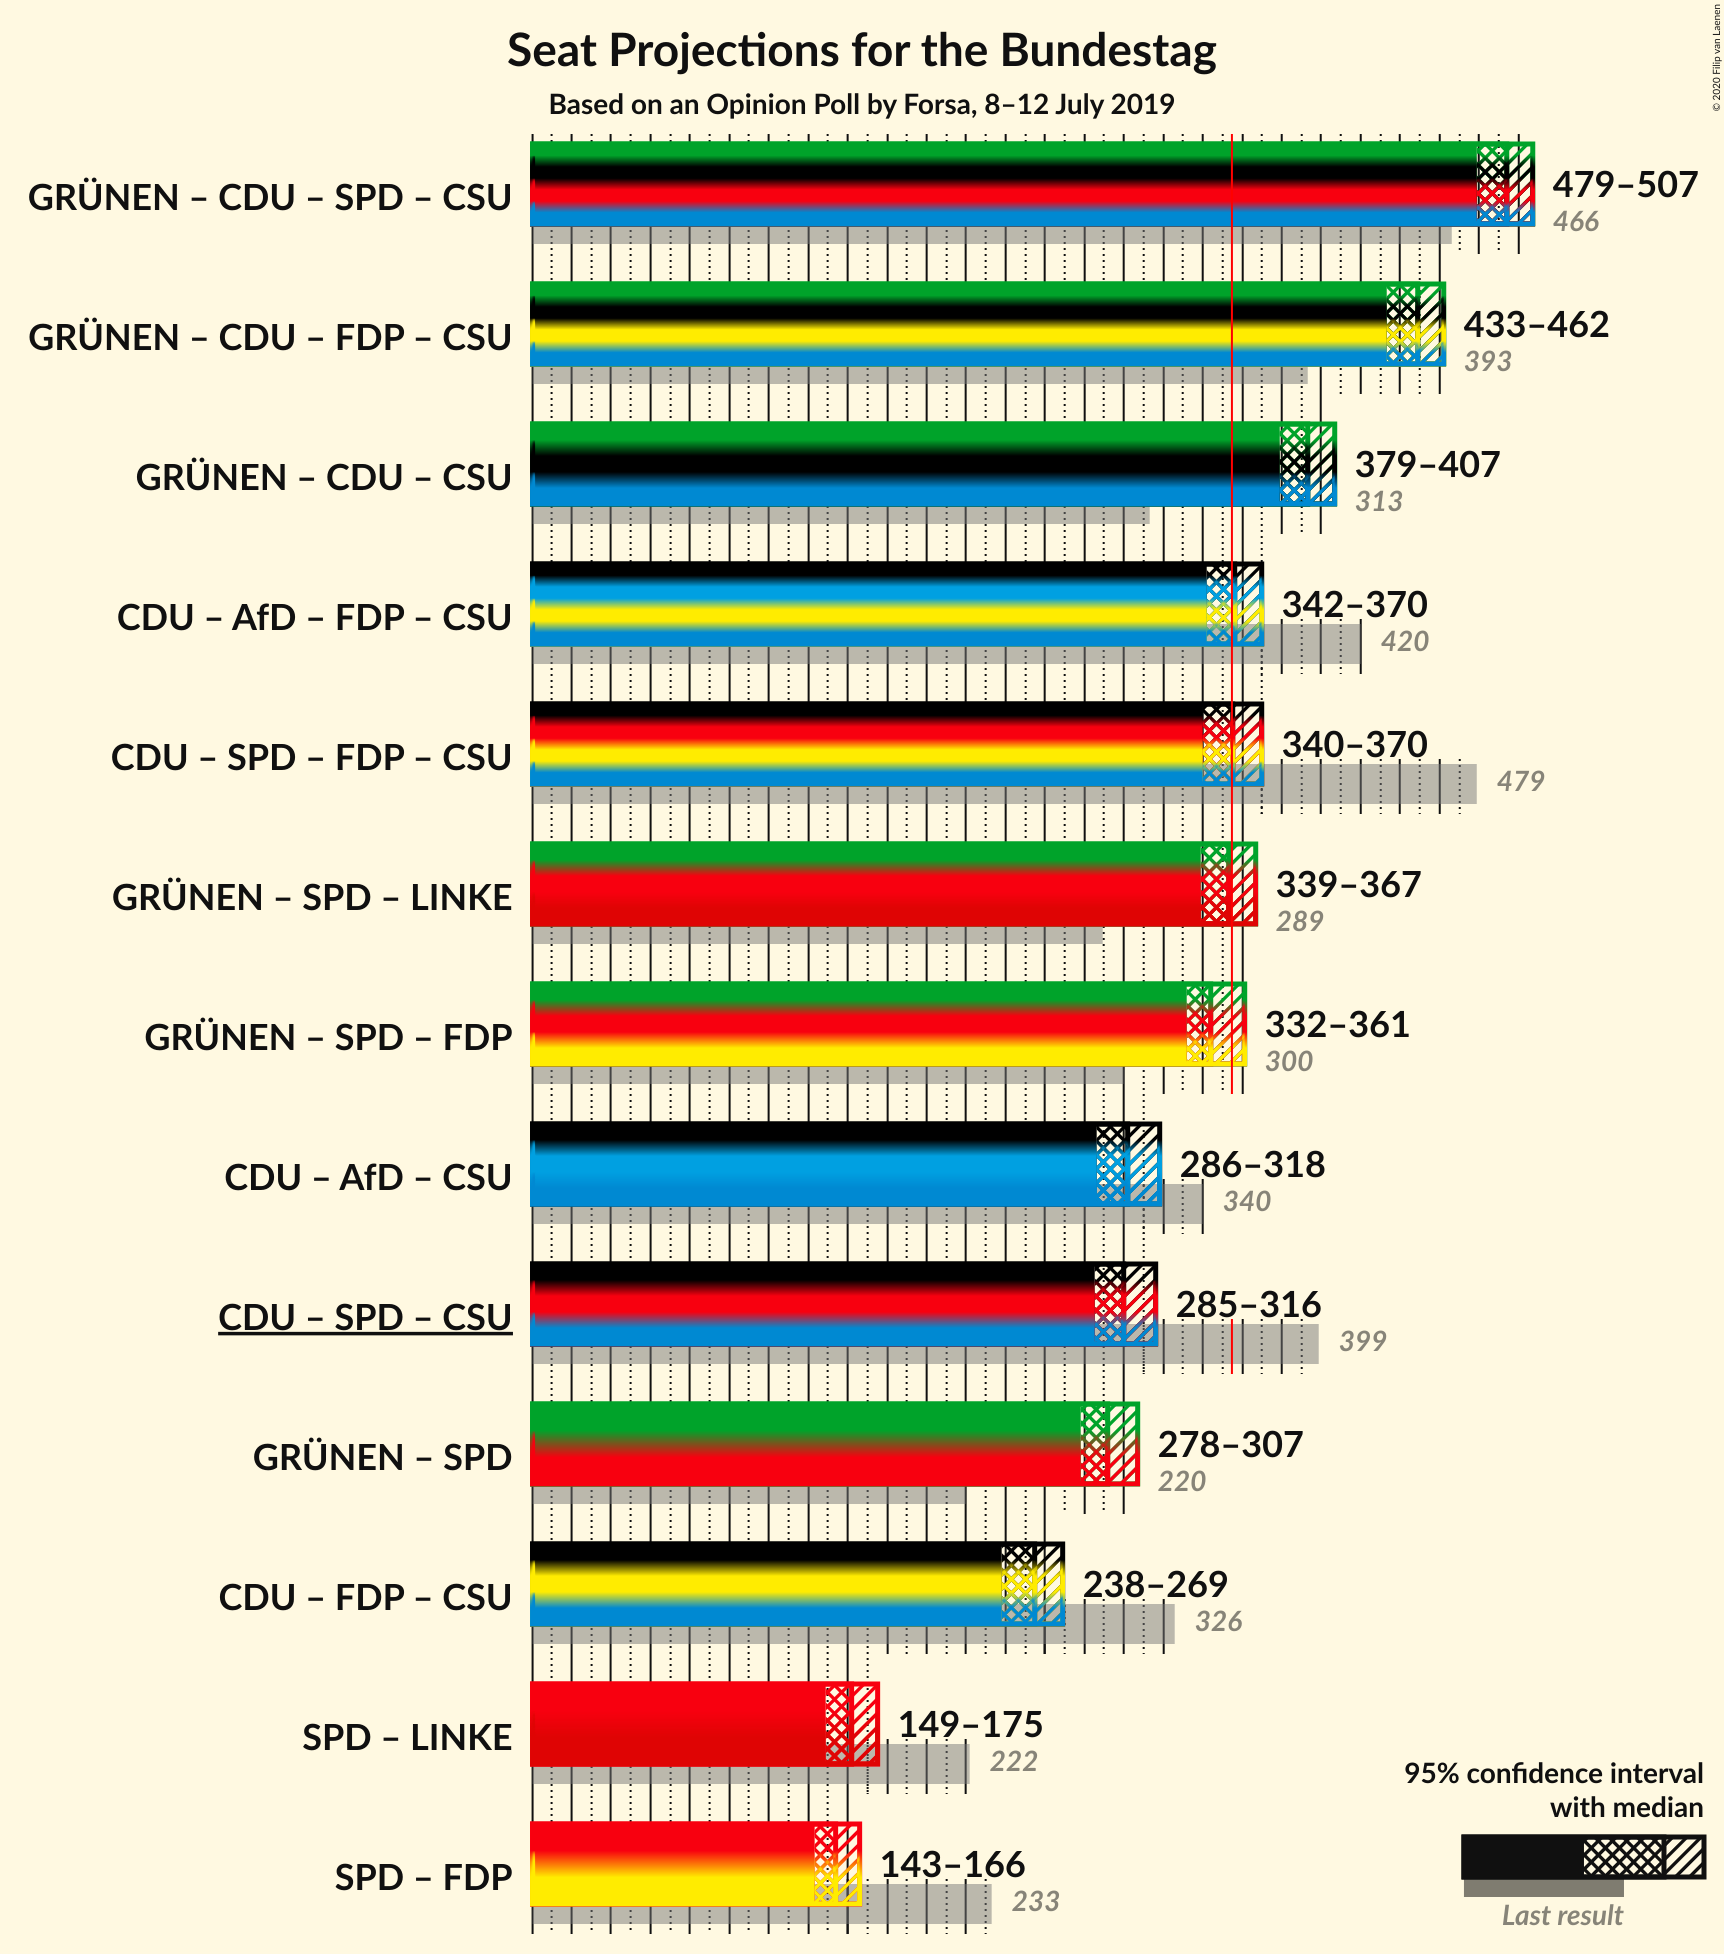 © 2020 Filip van Laenen
Seat Projections for the Bundestag
Based on an Opinion Poll by Forsa, 8–12 July 2019
GRÜNEN – CDU – SPD – CSU
479–507
466
GRÜNEN – CDU – FDP – CSU
433–462
393
GRÜNEN – CDU – CSU
379–407
313
CDU – AfD – FDP – CSU
342–370
420
CDU – SPD – FDP – CSU
340–370
479
GRÜNEN – SPD – LINKE
339–367
289
GRÜNEN – SPD – FDP
332–361
300
CDU – AfD – CSU
286–318
340
CDU – SPD – CSU
285–316
399
GRÜNEN – SPD
278–307
220
CDU – FDP – CSU
238–269
326
SPD – LINKE
149–175
222
SPD – FDP
143–166
233
95% confidence interval
with median
Last result